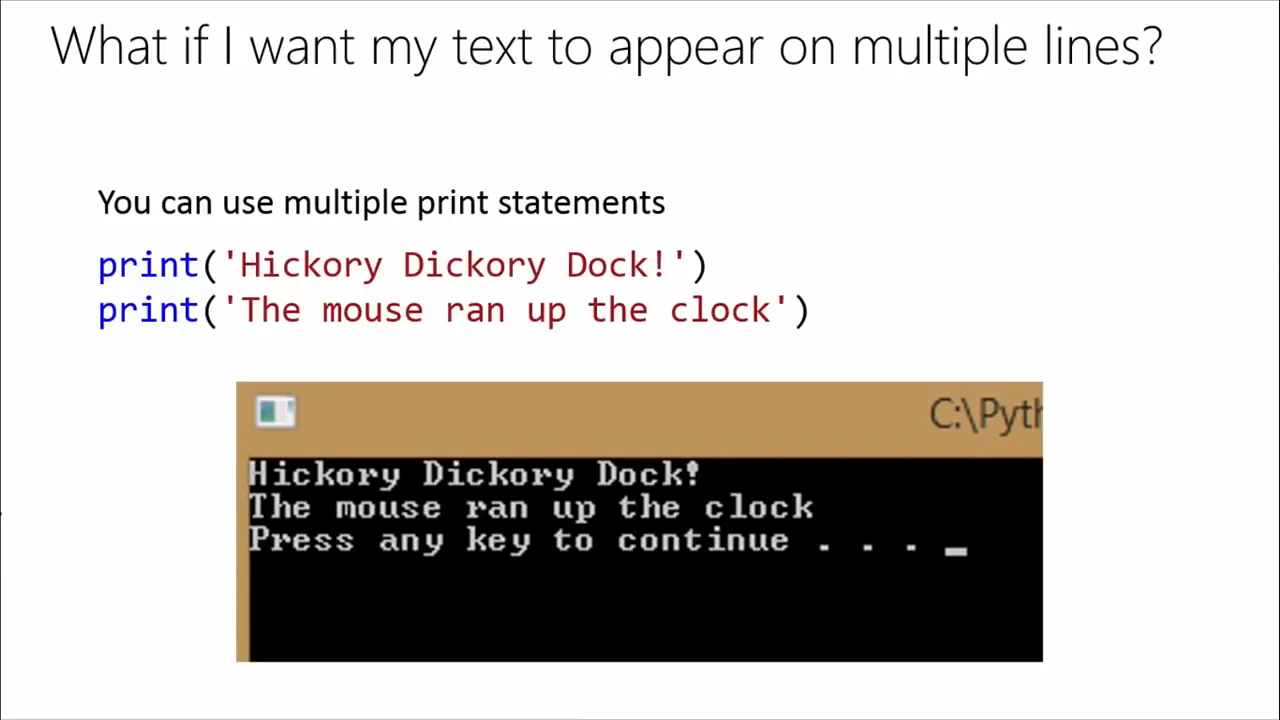 What if I want my text to appear on multiple lines?
You can use multiple print statements
print('Hickory Dickory Dock!')
print('The mouse ran up the clock')
C:\Pyth
Hickory Dickory Dock!
The mouse ran up the clock
Press any key to continue . . . _